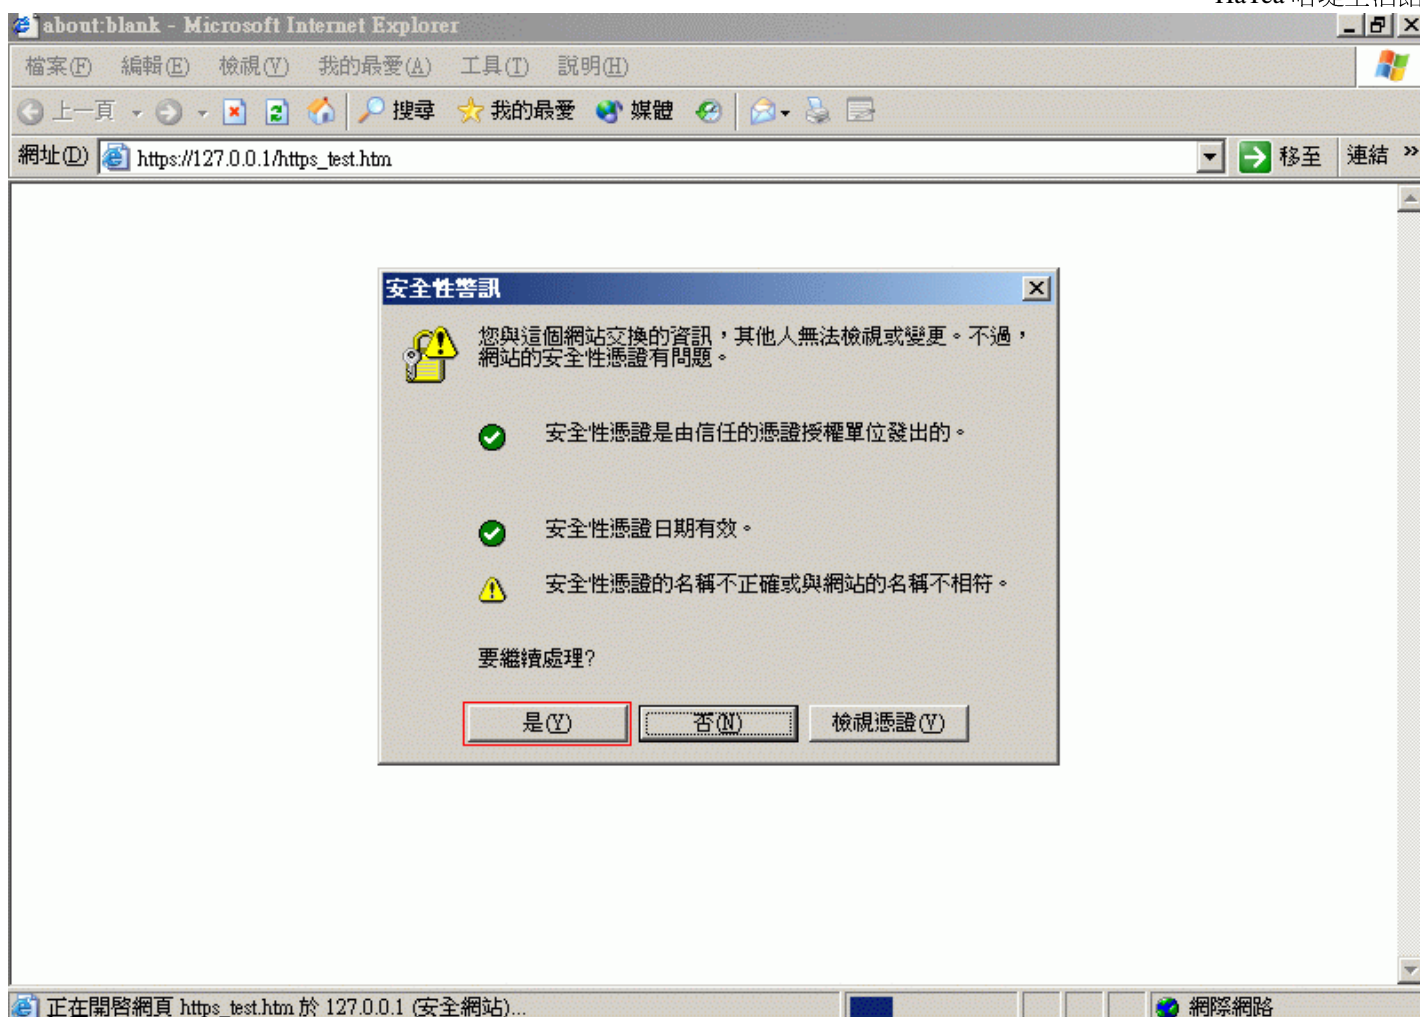 about:blank - Microsoft Internet Explorer
檔案(F) 編輯(E) 檢視(V) 我的最愛(A) 工具(T) 說明(H)
上一頁 搜尋 我的最愛 媒體
網址(D) https://127.0.0.1/https_test.htm 移至 連結 »
安全性警訊
您與這個網站交換的資訊，其他人無法檢視或變更。不過，
網站的安全性憑證有問題。
安全性憑證是由信任的憑證授權單位發出的。
安全性憑證日期有效。
安全性憑證的名稱不正確或與網站的名稱不相符。
要繼續處理?
是(Y) 否(N) 檢視憑證(V)
正在開啓網頁 https_test.htm 於 127.0.0.1 (安全網站)... 網際網路